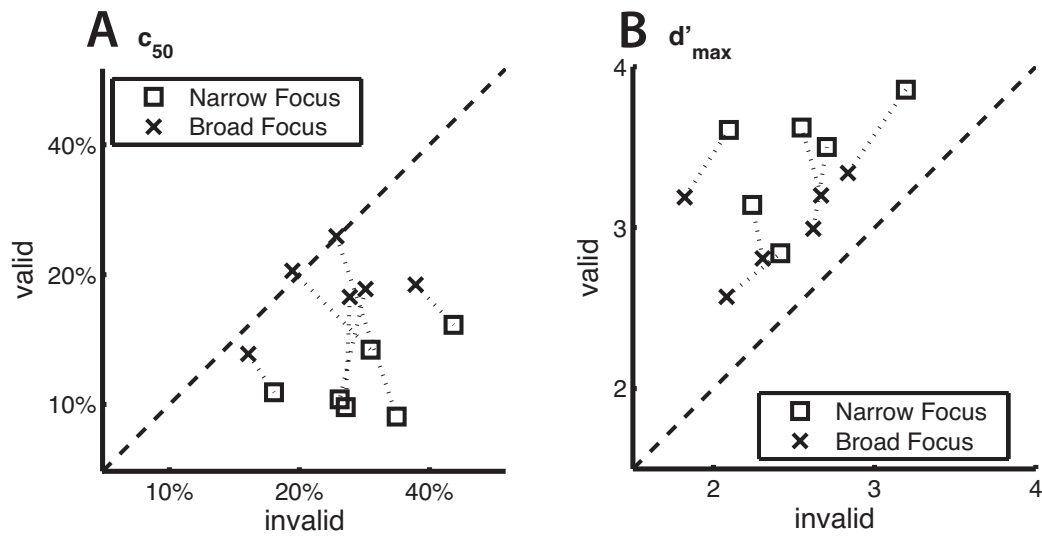 A c50
Narrow Focus
Broad Focus
40%
20%
10%
valid
10% 20% 40%
invalid
B d'max
4
3
2
valid
Narrow Focus
Broad Focus
2 3 4
invalid